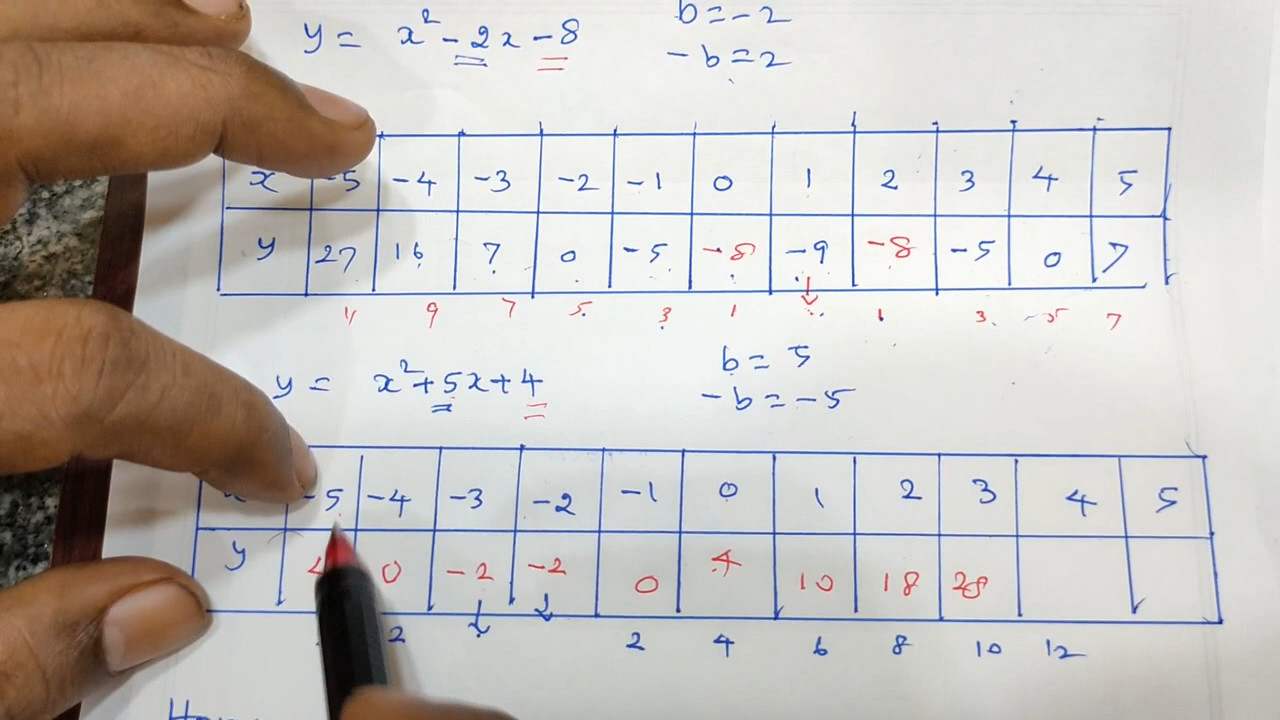 y = x² - 2x - 8 b = -2
- b = 2
x -5 -4 -3 -2 -1 0 1 2 3 4 5
y 27 16 7 0 -5 -8 -9 -8 -5 0 7
11 9 7 5 3 1 1 3 5 7
y = x² + 5x + 4 b = 5
- b = -5
-5 -4 -3 -2 -1 0 1 2 3 4 5
y 4 0 -2 -2 0 4 10 18 28
2 2 4 6 8 10 12